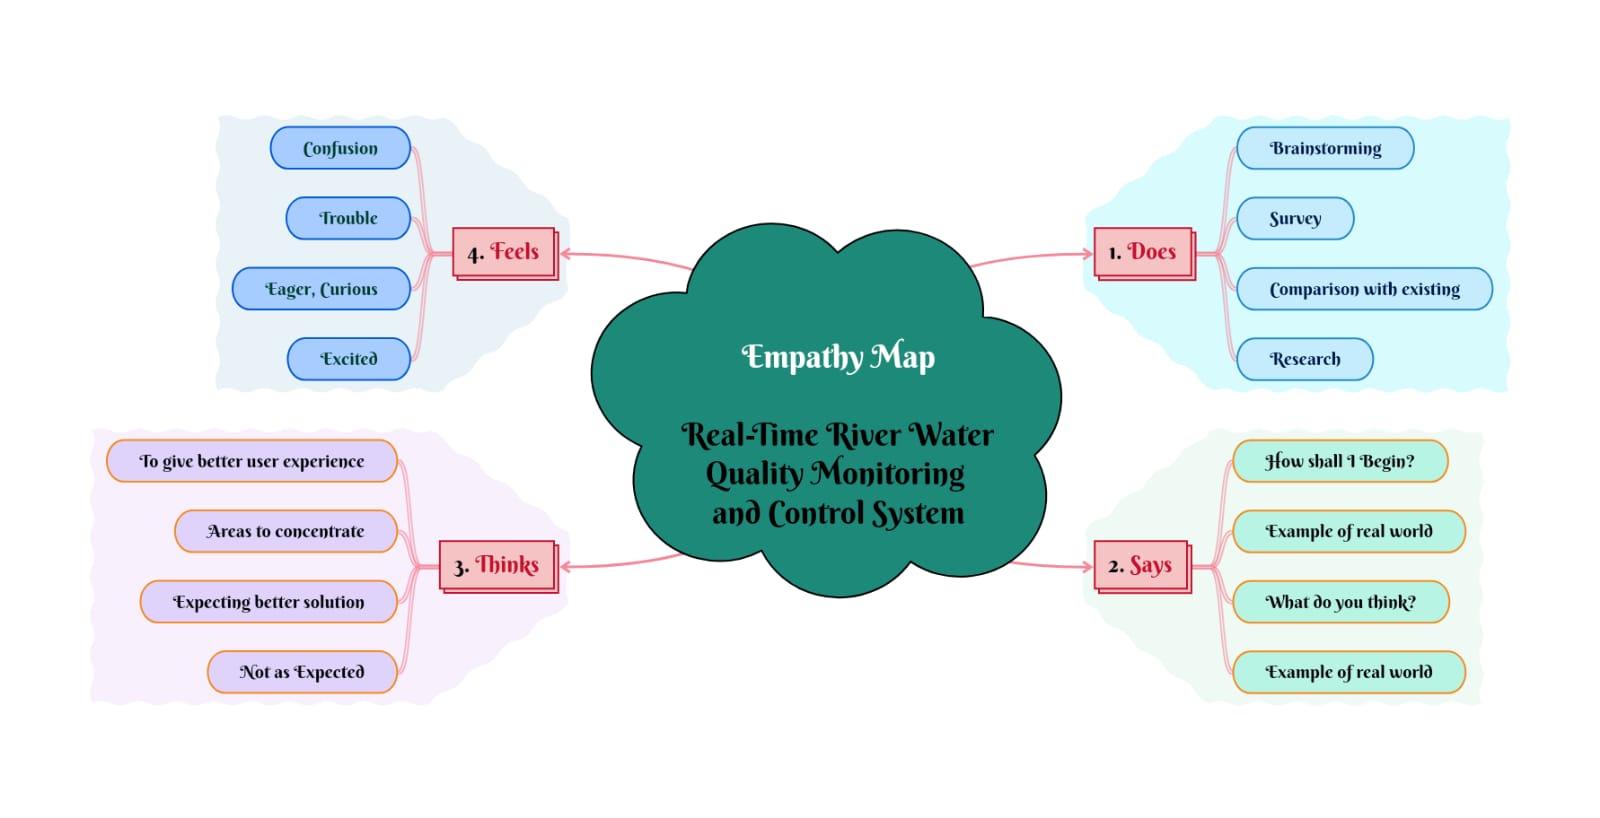 Empathy Map
Real-Time River Water
Quality Monitoring
and Control System
1. Does
Brainstorming
Survey
Comparison with existing
Research
2. Says
How shall I Begin?
Example of real world
What do you think?
Example of real world
3. Thinks
To give better user experience
Areas to concentrate
Expecting better solution
Not as Expected
4. Feels
Confusion
Trouble
Eager, Curious
Excited